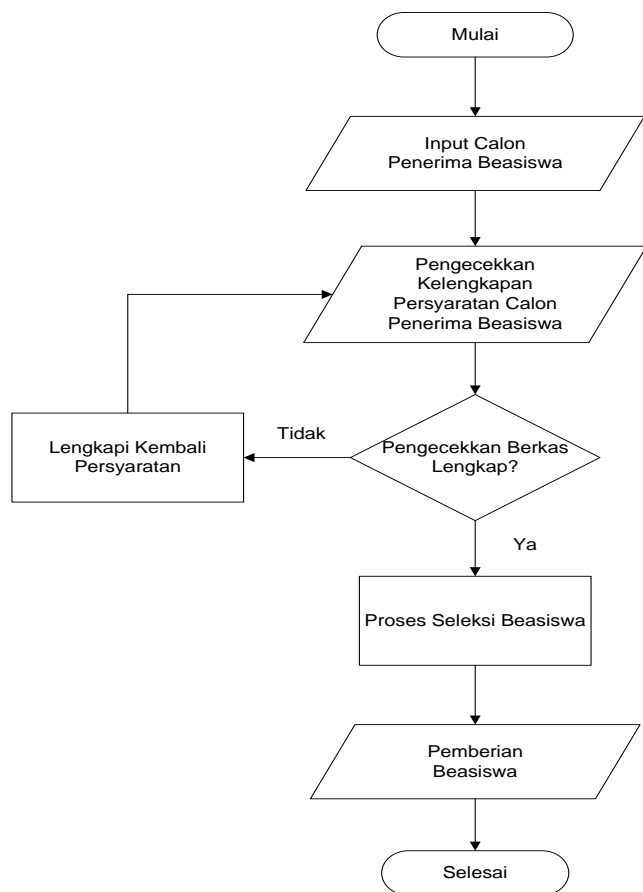 Mulai
Input Calon
Penerima Beasiswa
Pengecekkan
Kelengkapan
Persyaratan Calon
Penerima Beasiswa
Pengecekkan Berkas
Lengkap?
Tidak
Lengkapi Kembali
Persyaratan
Ya
Proses Seleksi Beasiswa
Pemberian
Beasiswa
Selesai